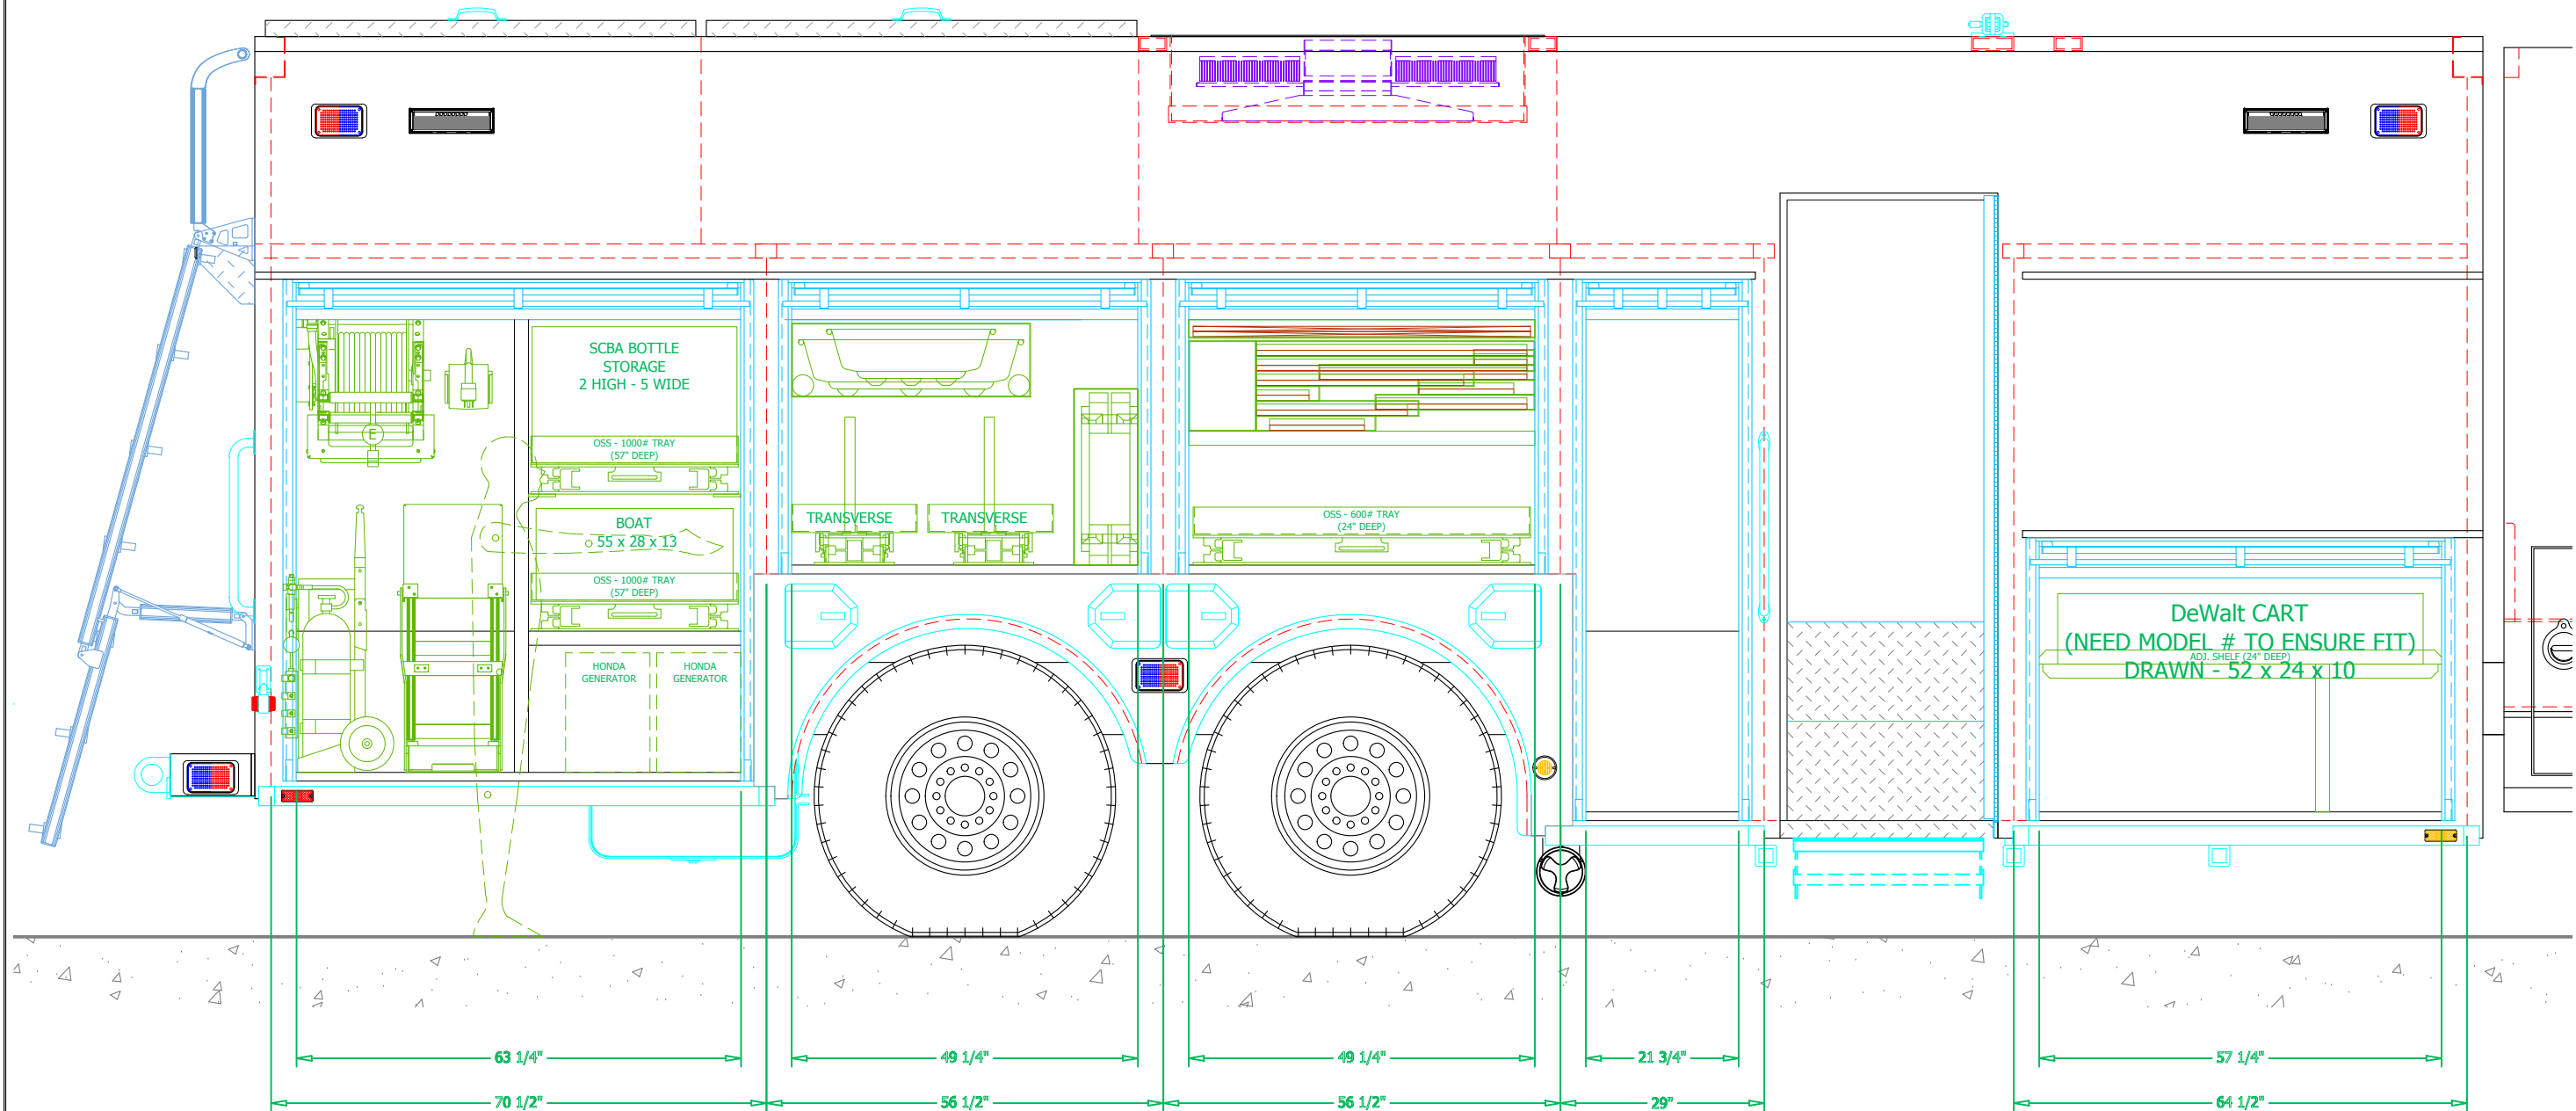 SCBA BOTTLE
STORAGE
2 HIGH - 5 WIDE
E
OSS - 1000# TRAY
(57" DEEP)
BOAT
55 x 28 x 13
OSS - 1000# TRAY
(57" DEEP)
HONDA
GENERATOR
HONDA
GENERATOR
TRANSVERSE
TRANSVERSE
OSS - 600# TRAY
(24" DEEP)
DeWalt CART
(NEED MODEL # TO ENSURE FIT)
ADJ. SHELF (24" DEEP)
DRAWN - 52 x 24 x 10
63 1/4"
49 1/4"
49 1/4"
21 3/4"
57 1/4"
70 1/2"
56 1/2"
56 1/2"
29"
64 1/2"